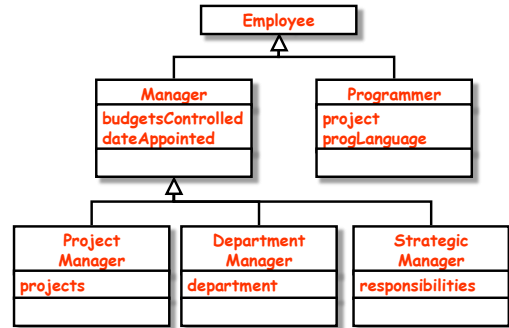 Employee
Manager
budgetsControlled
dateAppointed
Programmer
project
progLanguage
Project
Manager
projects
Department
Manager
department
Strategic
Manager
responsibilities